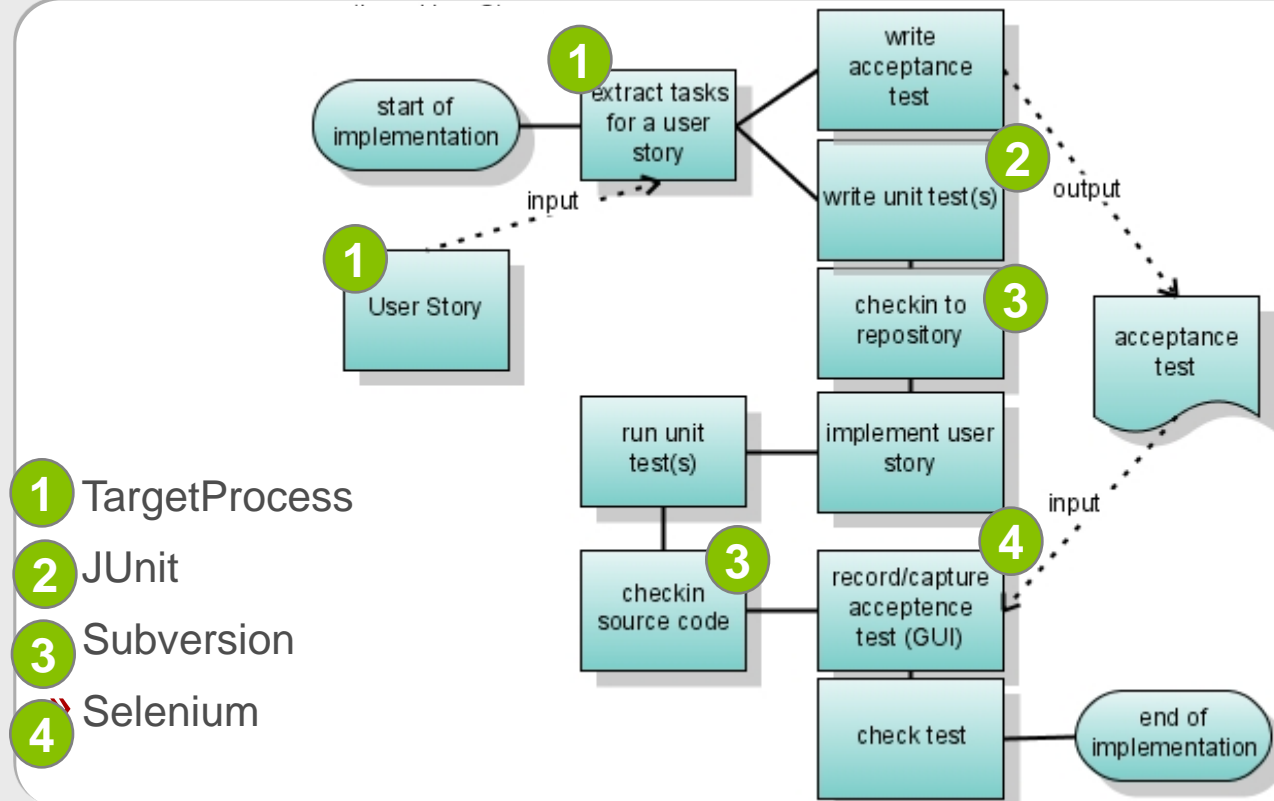 1
start of
implementation
extract tasks
for a user
story
write
acceptance
test
2
write unit test(s)
output
input
1
User Story
3
checkin to
repository
acceptance
test
run unit
test(s)
implement user
story
input
1 TargetProcess
2 JUnit
3 Subversion
4 » Selenium
3
checkin
source code
4
record/capture
acceptence
test (GUI)
check test
end of
implementation